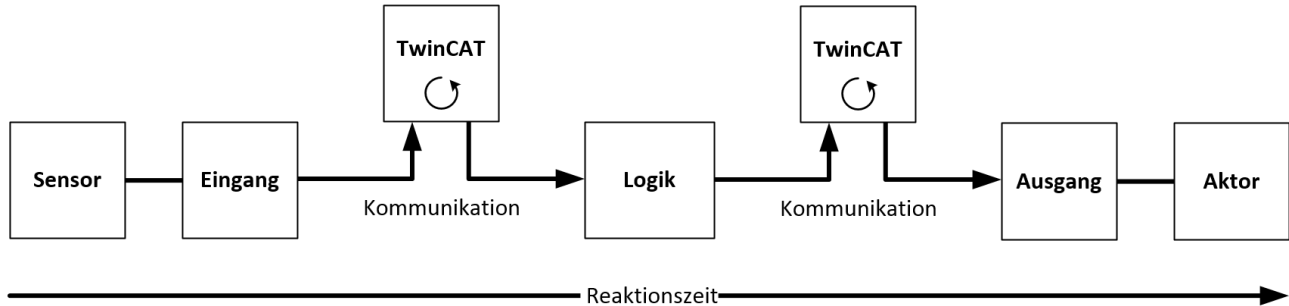 TwinCAT
TwinCAT
Sensor
Eingang
Logik
Ausgang
Aktor
Kommunikation
Kommunikation
Reaktionszeit